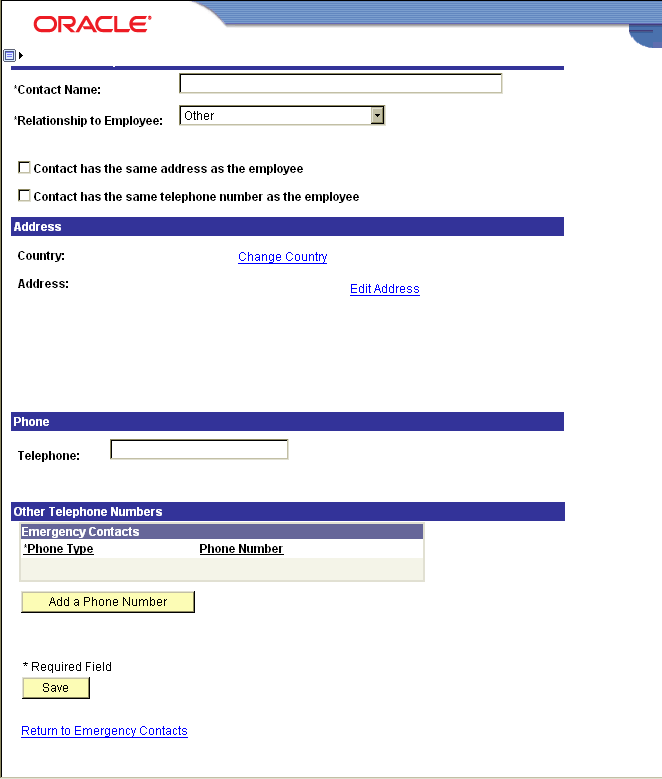 ORACLE®
*Contact Name:
*Relationship to Employee: Other
Contact has the same address as the employee
Contact has the same telephone number as the employee
Address
Country: Change Country
Address: Edit Address
Phone
Telephone:
Other Telephone Numbers
Emergency Contacts
*Phone Type Phone Number
Add a Phone Number
* Required Field
Save
Return to Emergency Contacts